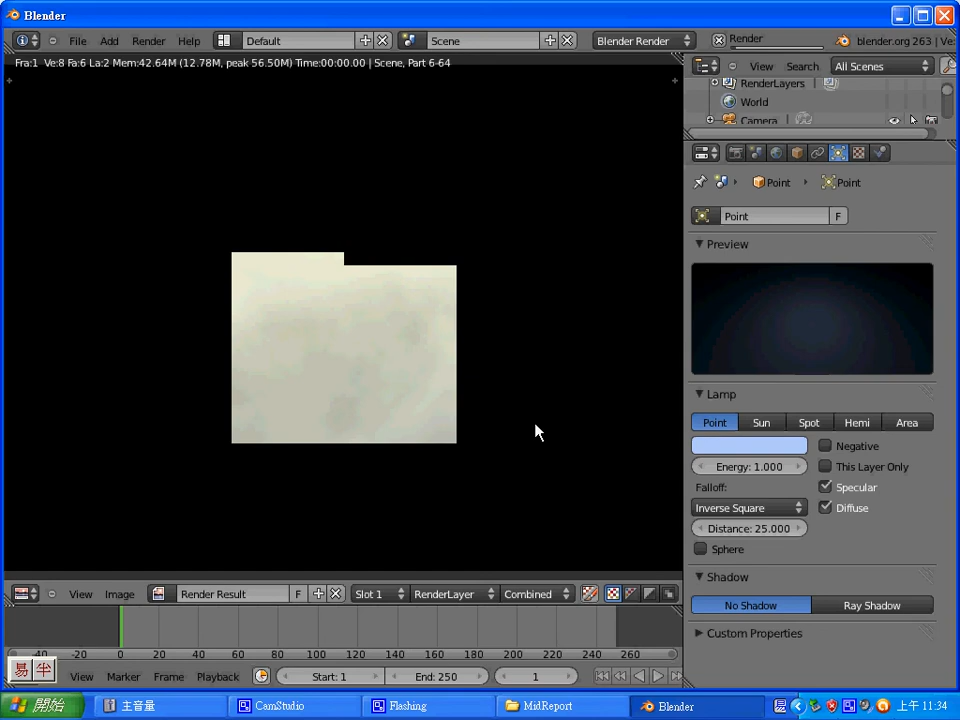 Blender
File Add Render Help Default Scene Blender Render Render blender.org 263
Fra:1 Ve:8 Fa:6 La:2 Mem:42.64M (12.78M, peak 56.50M) Time:00:00.00 | Scene, Part 6-64
View Search All Scenes
RenderLayers
World
Camera
Point Point
Point F
Preview
Lamp
Point Sun Spot Hemi Area
Negative
Energy: 1.000 This Layer Only
Falloff: Specular
Inverse Square Diffuse
Distance: 25.000
Sphere
Shadow
No Shadow Ray Shadow
Custom Properties
View Image Render Result F Slot 1 RenderLayer Combined
-40 -20 0 20 40 60 80 100 120 140 160 180 200 220 240 260
View Marker Frame Playback Start: 1 End: 250 1
易 半
開始 主音量 CamStudio Flashing MidReport Blender 上午 11:34